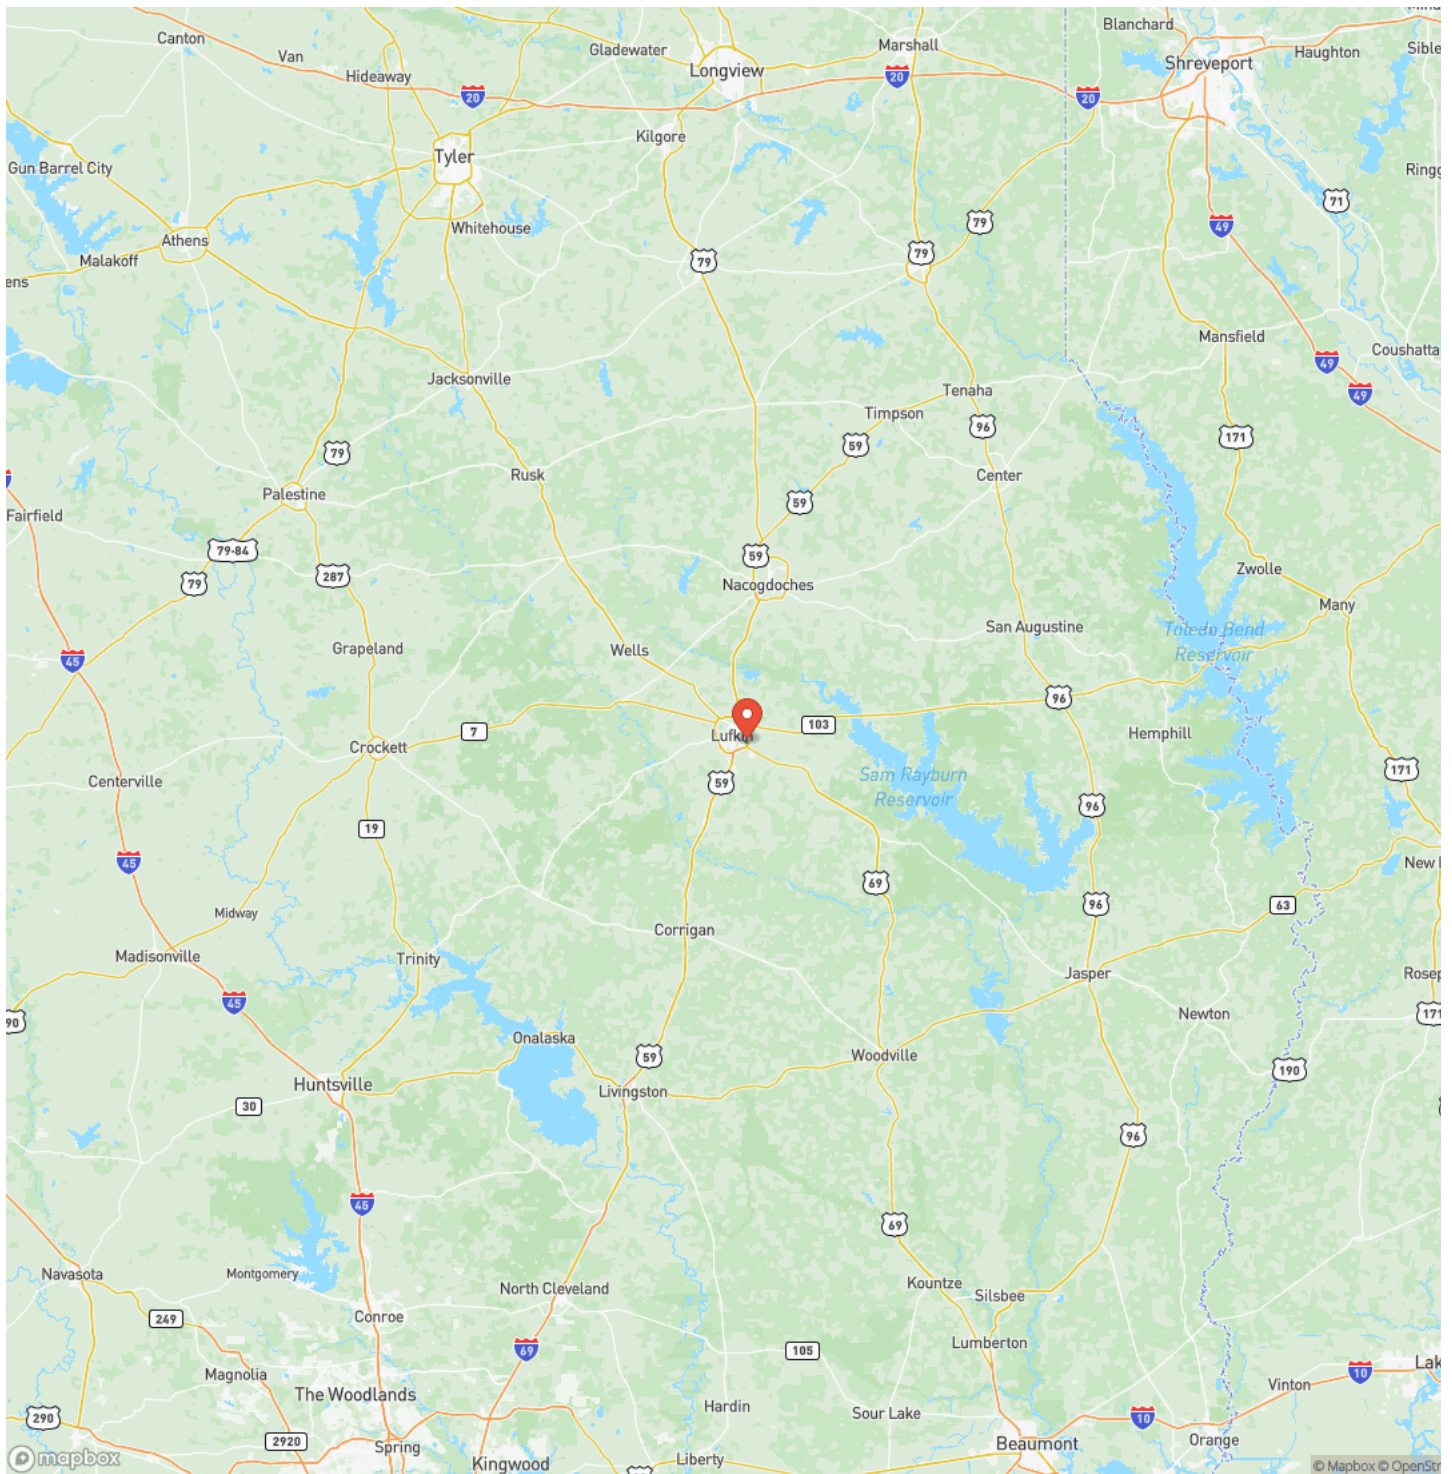 Canton
Van
Hideaway
Gladewater
Longview
Marshall
Blanchard
Shreveport
Haughton
20
20
20
Kilgore
Tyler
Gun Barrel City
Whitehouse
Athens
Malakoff
79
79
79
71
49
Mansfield
Coushatta
49
49
Jacksonville
Tenaha
Timpson
96
171
59
79
Rusk
Center
Palestine
59
Fairfield
79-84
79
287
59
Nacogdoches
Zwolle
Many
San Augustine
Toledo Bend
Reservoir
Grapeland
Wells
45
96
7
103
Lufkin
Hemphill
Crockett
Centerville
59
Sam Rayburn
Reservoir
171
96
19
45
69
96
63
Midway
Corrigan
Madisonville
Trinity
Jasper
45
90
Newton
171
Onalaska
59
Woodville
190
Huntsville
Livingston
30
96
45
69
Navasota
Montgomery
North Cleveland
Kountze
Silsbee
249
Conroe
69
105
Lumberton
Magnolia
The Woodlands
Hardin
Sour Lake
Vinton
10
290
2920
Spring
Kingwood
Liberty
Beaumont
10
Orange
mapbox
© Mapbox © OpenStr